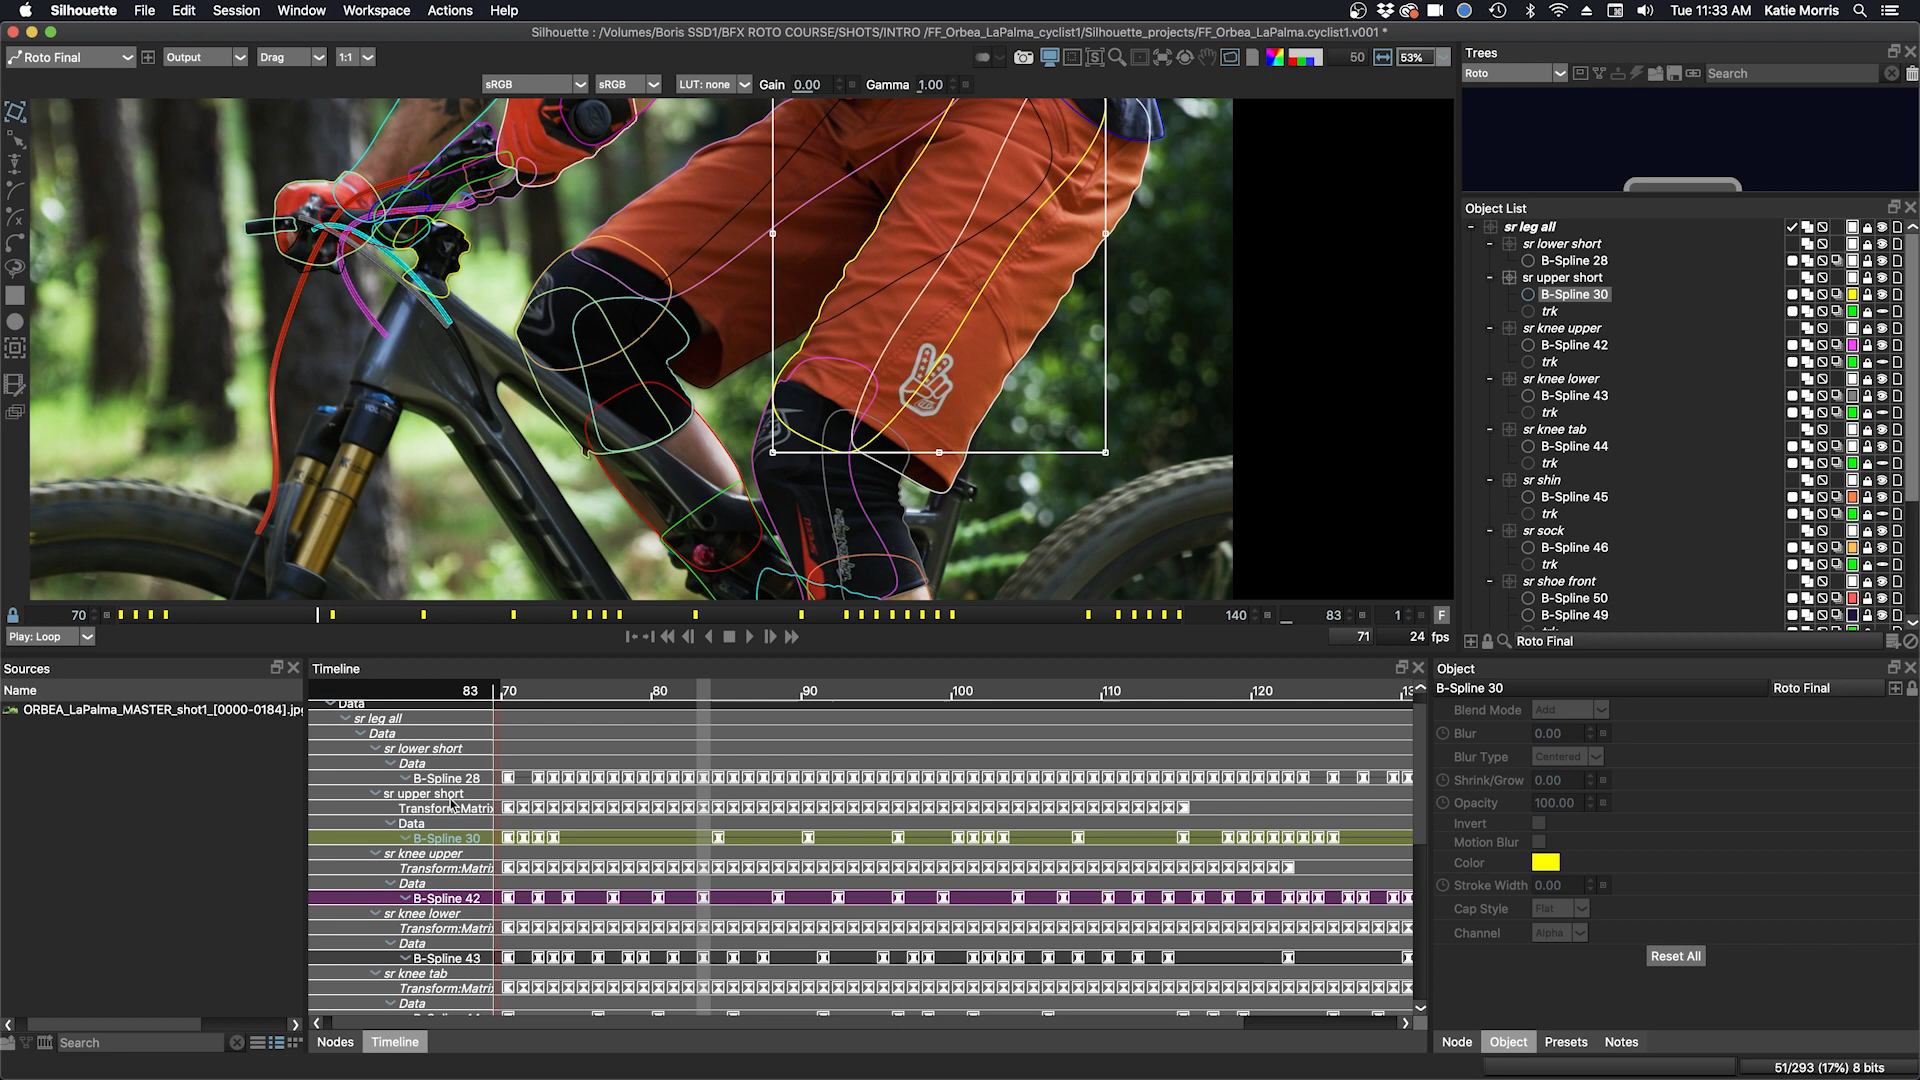 Silhouette File Edit Session Window Workspace Actions Help Tue 11:33 AM Katie Morris
Silhouette : /Volumes/Boris SSD1/BFX ROTO COURSE/SHOTS/INTRO /FF_Orbea_LaPalma_cyclist1/Silhouette_projects/FF_Orbea_LaPalma.cyclist1.v001 *
Roto Final Output Drag 1:1 50 53%
sRGB sRGB LUT: none Gain 0.00 Gamma 1.00
Trees
Roto Search
Object List
sr leg all
sr lower short
B-Spline 28
sr upper short
B-Spline 30
trk
sr knee upper
B-Spline 42
trk
sr knee lower
B-Spline 43
trk
sr knee tab
B-Spline 44
trk
sr shin
B-Spline 45
trk
sr sock
B-Spline 46
trk
sr shoe front
B-Spline 50
B-Spline 49
Roto Final
70 140 83 1 F
Play: Loop 71 24 fps
Sources
Name
ORBEA_LaPalma_MASTER_shot1_[0000-0184].jpg
Search
Timeline
83 70 80 90 100 110 120 13
Data
sr leg all
Data
sr lower short
Data
B-Spline 28
sr upper short
Transform:Matri
Data
B-Spline 30
sr knee upper
Transform:Matri
Data
B-Spline 42
sr knee lower
Transform:Matri
Data
B-Spline 43
sr knee tab
Transform:Matri
Data
Nodes Timeline
Object
B-Spline 30 Roto Final
Blend Mode Add
Blur 0.00
Blur Type Centered
Shrink/Grow 0.00
Opacity 100.00
Invert
Motion Blur
Color
Stroke Width 0.00
Cap Style Flat
Channel Alpha
Reset All
Node Object Presets Notes
51/293 (17%) 8 bits